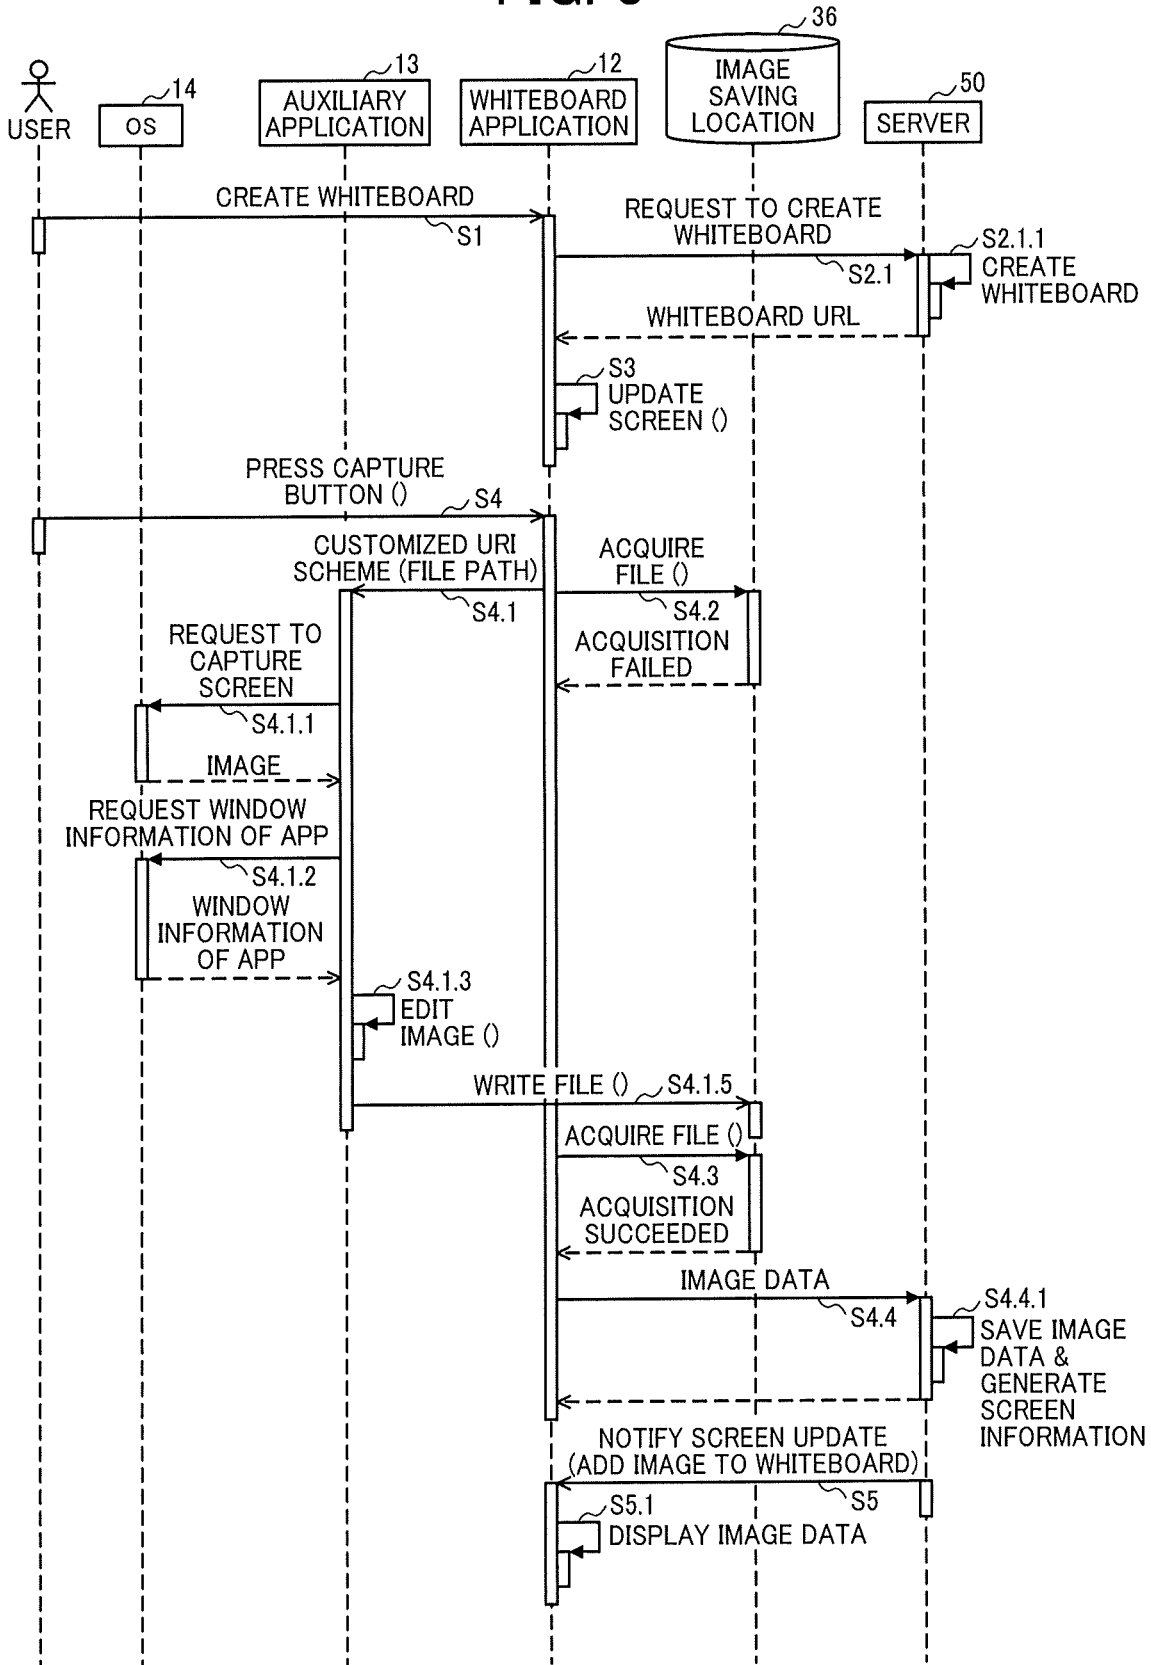 36
13
12
50
14
IMAGE
SAVING
LOCATION
AUXILIARY
APPLICATION
WHITEBOARD
APPLICATION
USER
OS
SERVER
CREATE WHITEBOARD
S1
REQUEST TO CREATE
WHITEBOARD
S2.1
S2.1.1
CREATE
WHITEBOARD
WHITEBOARD URL
S3
UPDATE
SCREEN ()
PRESS CAPTURE
BUTTON ()
S4
CUSTOMIZED URI
SCHEME (FILE PATH)
S4.1
ACQUIRE
FILE ()
S4.2
ACQUISITION
FAILED
REQUEST TO
CAPTURE
SCREEN
S4.1.1
IMAGE
REQUEST WINDOW
INFORMATION OF APP
S4.1.2
WINDOW
INFORMATION
OF APP
S4.1.3
EDIT
IMAGE ()
WRITE FILE ()
S4.1.5
ACQUIRE FILE ()
S4.3
ACQUISITION
SUCCEEDED
IMAGE DATA
S4.4
S4.4.1
SAVE IMAGE
DATA &
GENERATE
SCREEN
INFORMATION
NOTIFY SCREEN UPDATE
(ADD IMAGE TO WHITEBOARD)
S5
S5.1
DISPLAY IMAGE DATA